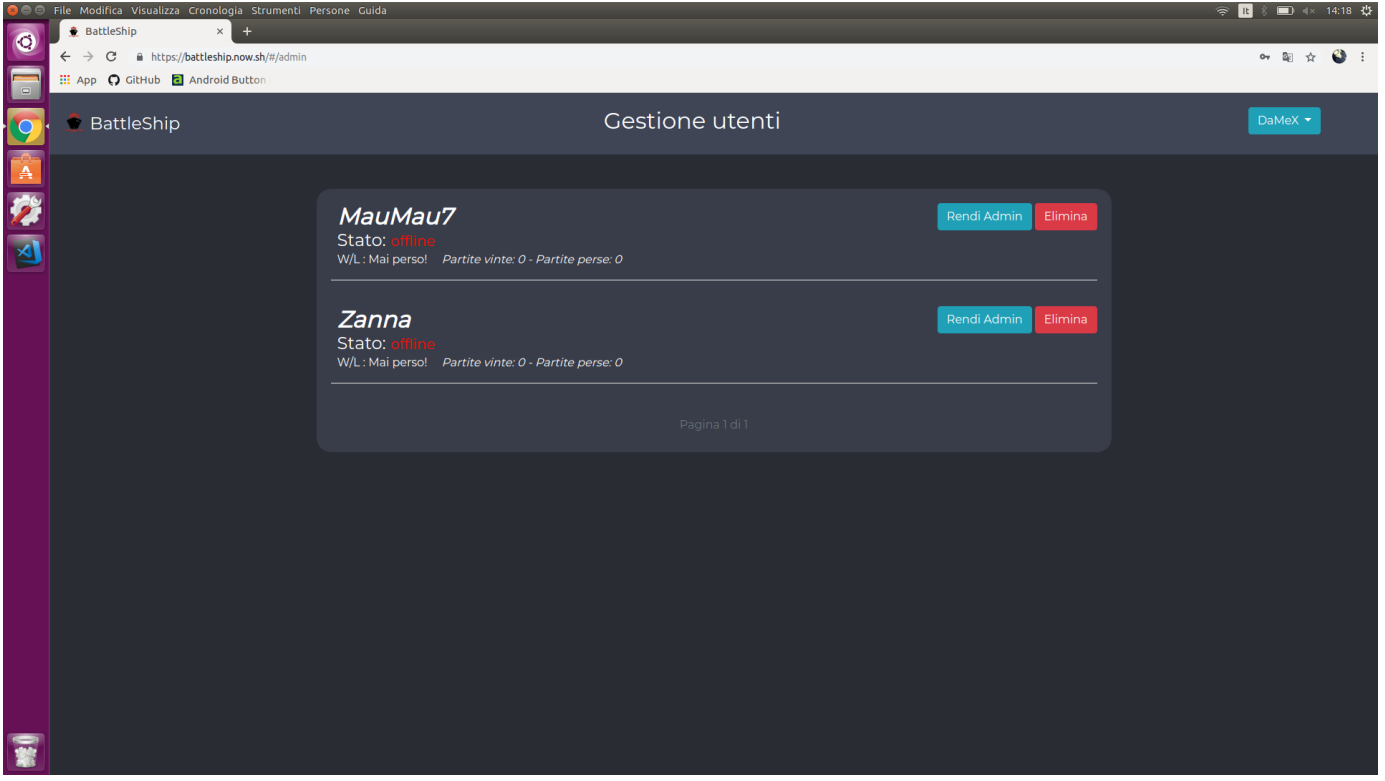 File Modifica Visualizza Cronologia Strumenti Persone Guida
It 14:18
BattleShip
https://battleship.now.sh/#/admin
App GitHub Android Button
BattleShip
Gestione utenti
DaMeX
MauMau7
Rendi Admin Elimina
Stato: offline
W/L : Mai perso! Partite vinte: 0 - Partite perse: 0
Zanna
Rendi Admin Elimina
Stato: offline
W/L : Mai perso! Partite vinte: 0 - Partite perse: 0
Pagina 1 di 1